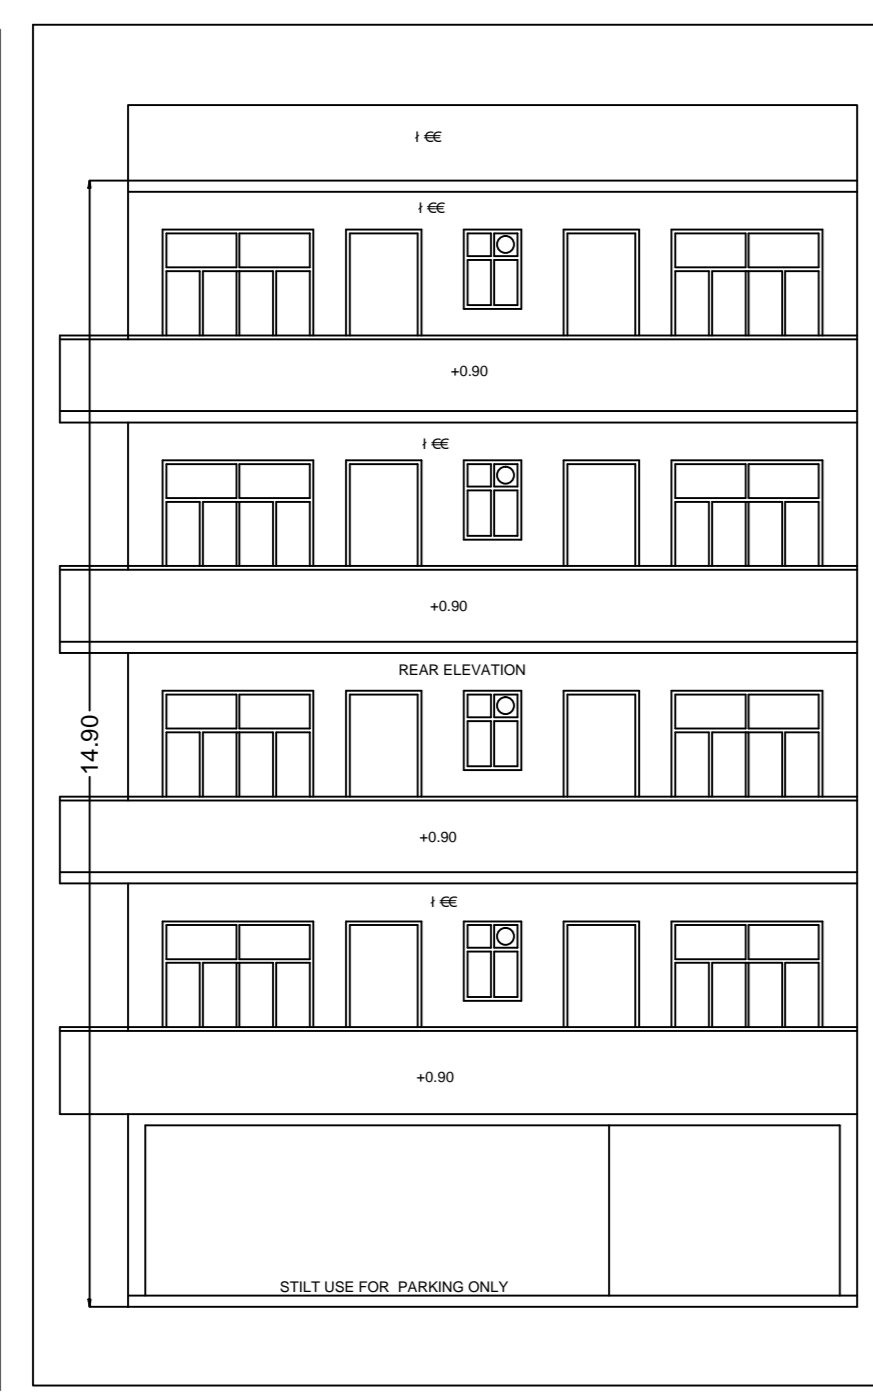 ł €€
ł €€
+0.90
ł €€
+0.90
REAR ELEVATION
14.90
+0.90
ł €€
+0.90
STILT USE FOR PARKING ONLY